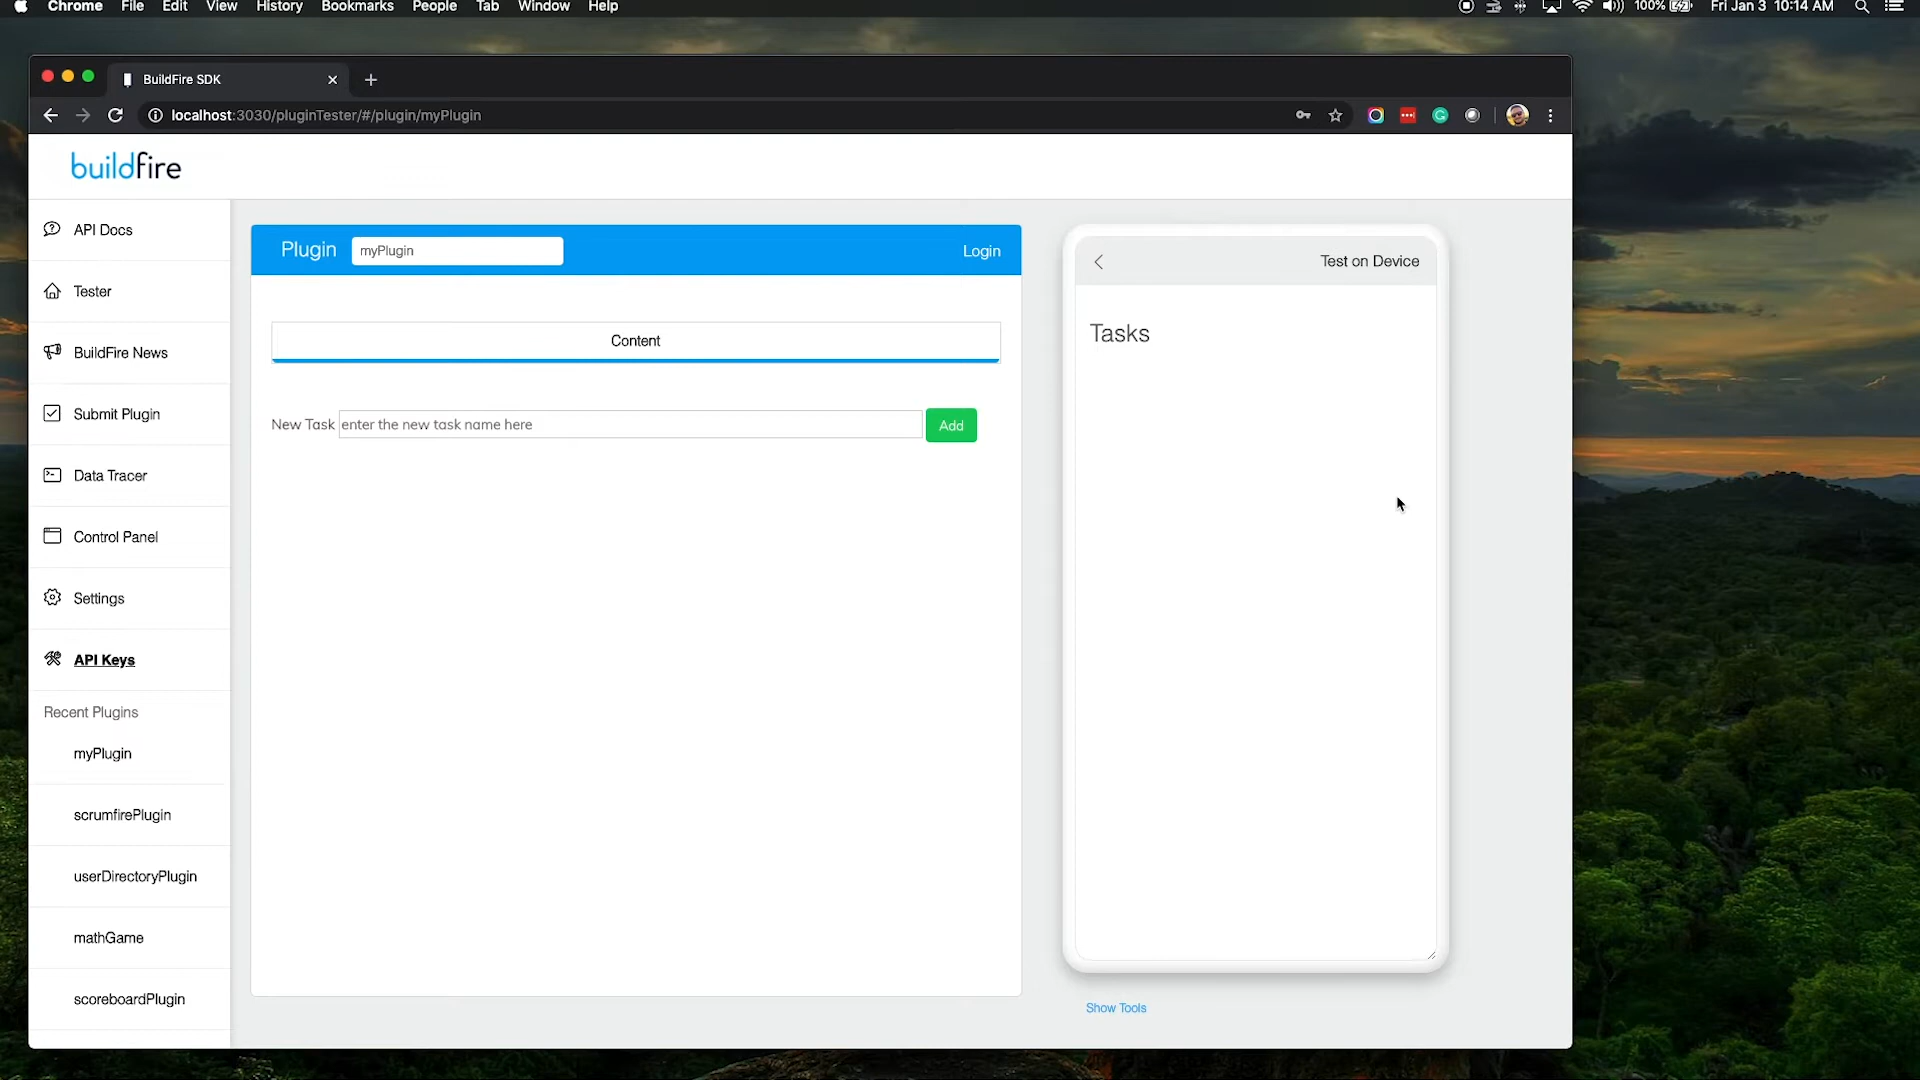 Chrome File Edit View History Bookmarks People Tab Window Help 100% Fri Jan 3 10:14 AM
BuildFire SDK
localhost:3030/pluginTester/#/plugin/myPlugin
buildfire
API Docs
Tester
BuildFire News
Submit Plugin
Data Tracer
Control Panel
Settings
API Keys
Recent Plugins
myPlugin
scrumfirePlugin
userDirectoryPlugin
mathGame
scoreboardPlugin
Plugin myPlugin Login
Content
New Task enter the new task name here Add
Test on Device
Tasks
Show Tools